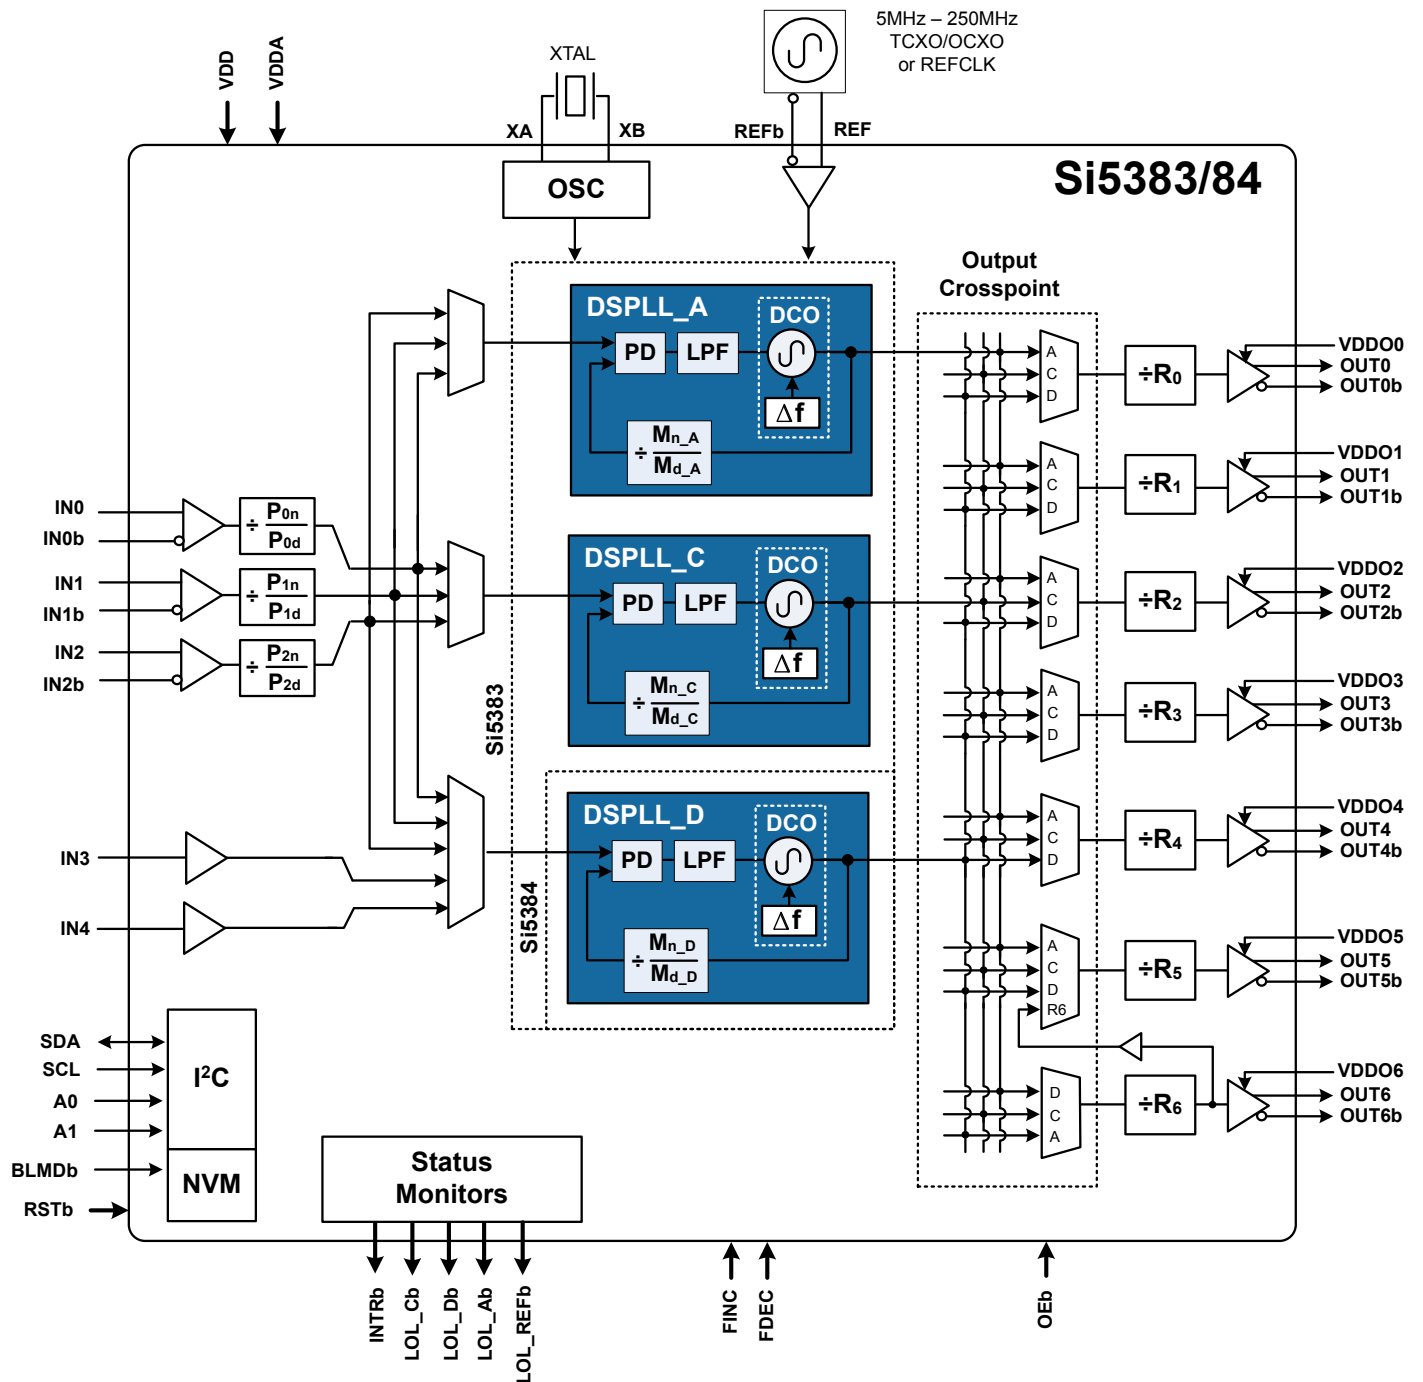 5MHz – 250MHz
TCXO/OCXO
or REFCLK
XTAL
VDD
VDDA
XA
XB
REFb
REF
Si5383/84
OSC
Output
Crosspoint
DSPLL_A
DCO
PD
LPF
Δf
÷ Mn_A
Md_A
DSPLL_C
DCO
PD
LPF
Δf
÷ Mn_C
Md_C
DSPLL_D
DCO
PD
LPF
Δf
÷ Mn_D
Md_D
Si5383
Si5384
IN0
IN0b
÷ P0n
P0d
IN1
IN1b
÷ P1n
P1d
IN2
IN2b
÷ P2n
P2d
IN3
IN4
A
C
D
÷R0
VDDO0
OUT0
OUT0b
A
C
D
÷R1
VDDO1
OUT1
OUT1b
A
C
D
÷R2
VDDO2
OUT2
OUT2b
A
C
D
÷R3
VDDO3
OUT3
OUT3b
A
C
D
÷R4
VDDO4
OUT4
OUT4b
A
C
D
R6
÷R5
VDDO5
OUT5
OUT5b
D
C
A
÷R6
VDDO6
OUT6
OUT6b
SDA
SCL
A0
A1
BLMDb
RSTb
I²C
NVM
Status
Monitors
INTRb
LOL_Cb
LOL_Db
LOL_Ab
LOL_REFb
FINC
FDEC
OEb